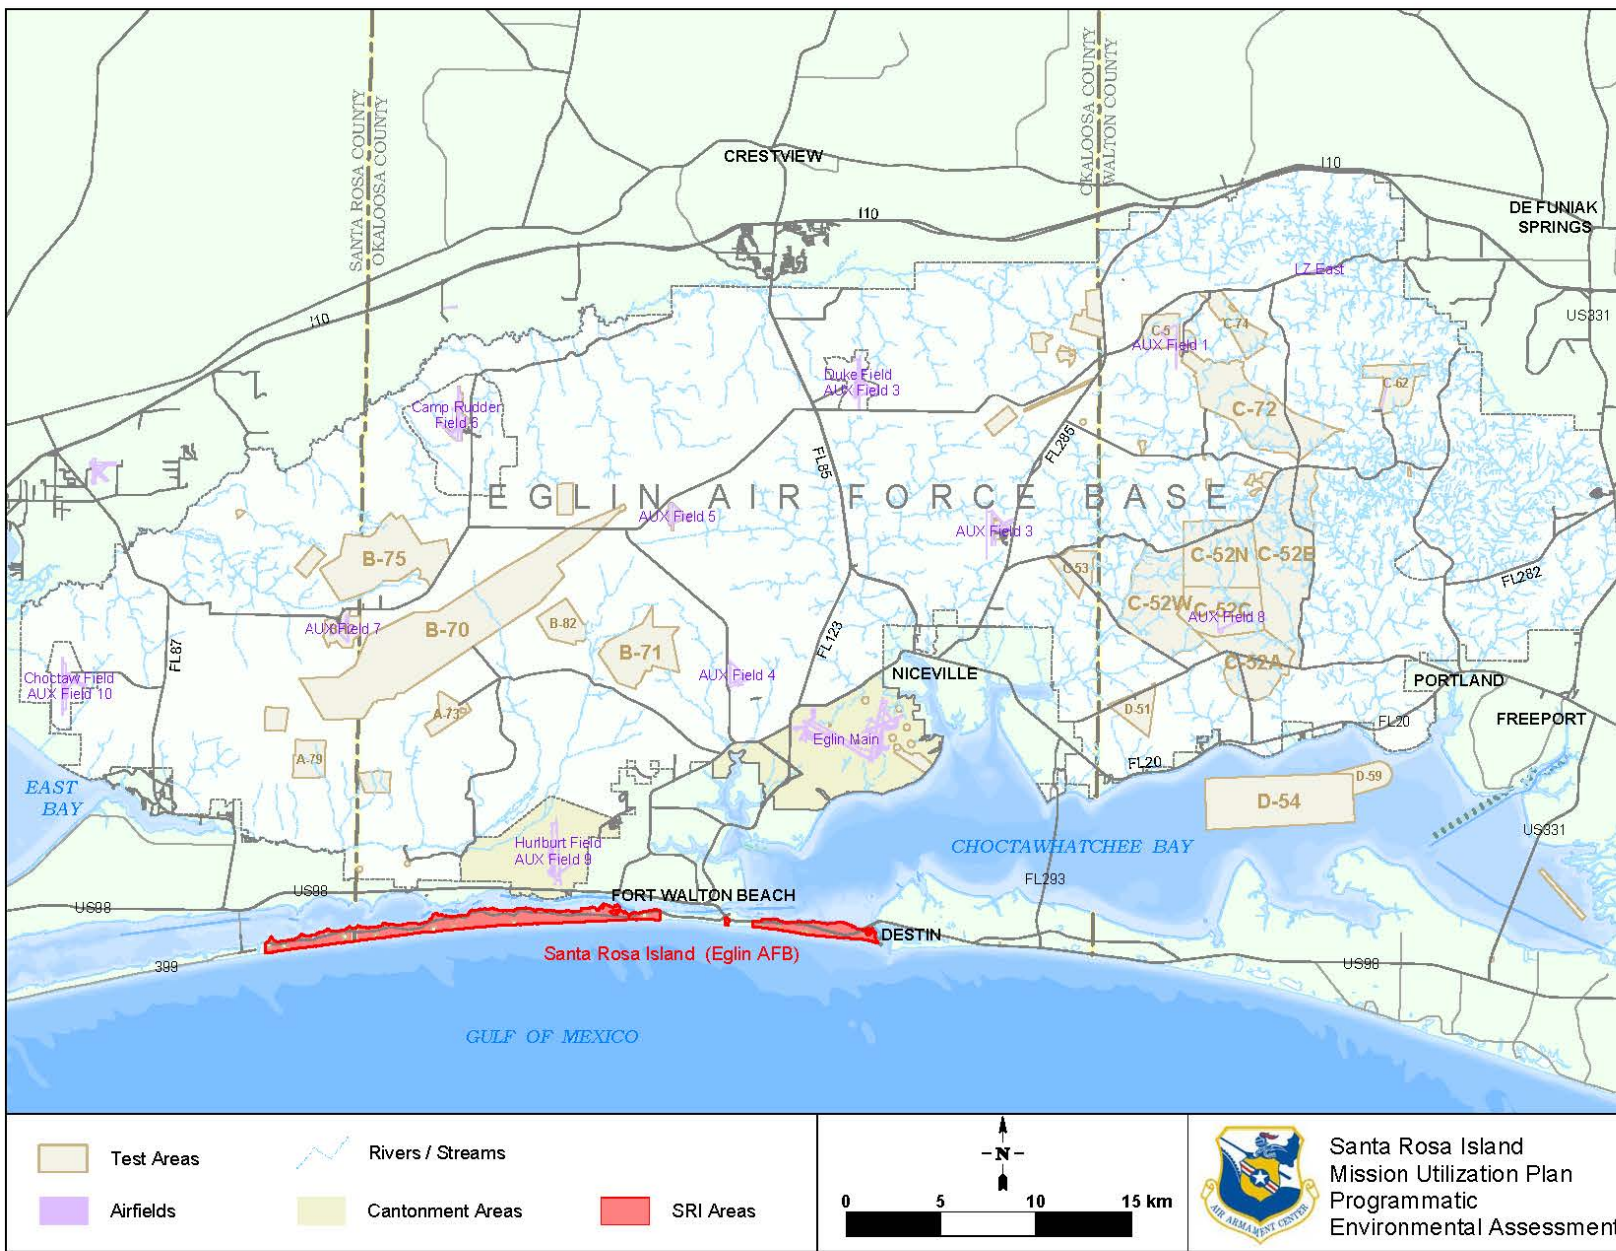 SANTA ROSA COUNTY
OKALOOSA COUNTY
CKALOOSA COUNTY
WALTON COUNTY
CRESTVIEW
I10
I10
I10
DE FUNIAK
SPRINGS
LZ East
US331
C-5
C-74
AUX Field 1
Duke Field
AUX Field 3
C-62
Camp Rudder
Field 6
C-72
FL85
FL285
EGLIN AIR FORCE BASE
AUX Field 5
AUX Field 3
B-75
C-52N
C-52E
C-53
FL282
C-52W
C-52C
AUX Field 8
AUX Field 7
B-70
B-82
FL123
B-71
FL87
C-52A
Choctaw Field
AUX Field 10
AUX Field 4
NICEVILLE
PORTLAND
A-73
D-51
FREEPORT
FL20
Eglin Main
A-79
FL20
D-59
EAST
BAY
D-54
US331
Hurlburt Field
AUX Field 9
CHOCTAWHATCHEE BAY
FL293
US98
FORT WALTON BEACH
US98
DESTIN
Santa Rosa Island (Eglin AFB)
399
US98
GULF OF MEXICO
Test Areas
Rivers / Streams
Airfields
Cantonment Areas
SRI Areas
N
0 5 10 15 km
AIR ARMAMENT CENTER
Santa Rosa Island
Mission Utilization Plan
Programmatic
Environmental Assessment